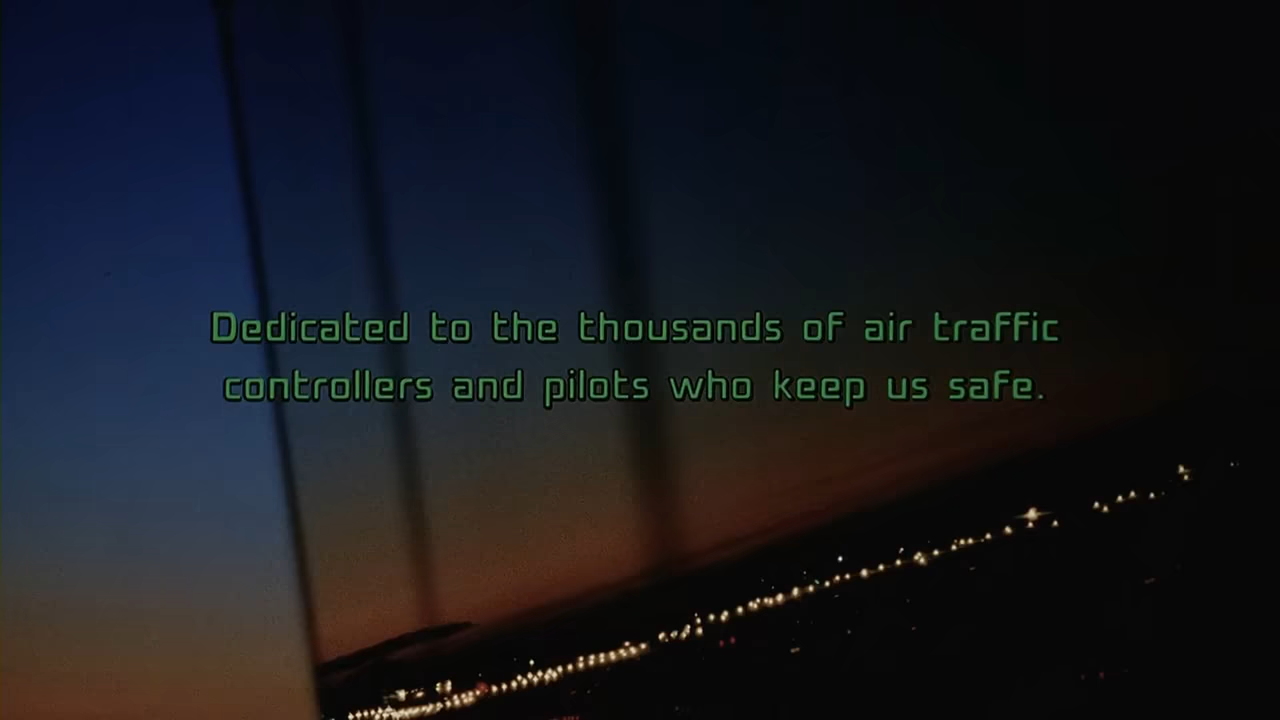 Dedicated to the thousands of air traffic
controllers and pilots who keep us safe.